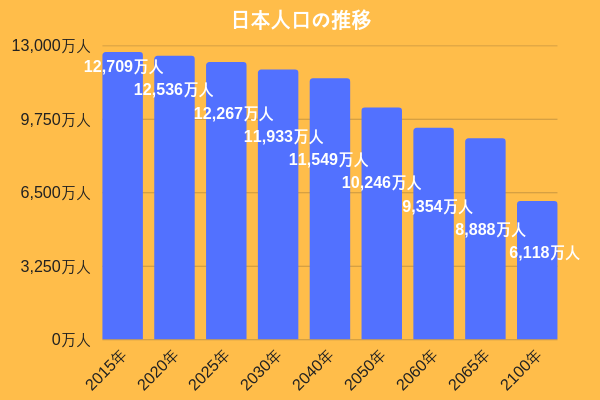 日本人口の推移
13,000万人
9,750万人
6,500万人
3,250万人
0万人
12,709万人
12,536万人
12,267万人
11,933万人
11,549万人
10,246万人
9,354万人
8,888万人
6,118万人
2015年
2020年
2025年
2030年
2040年
2050年
2060年
2065年
2100年